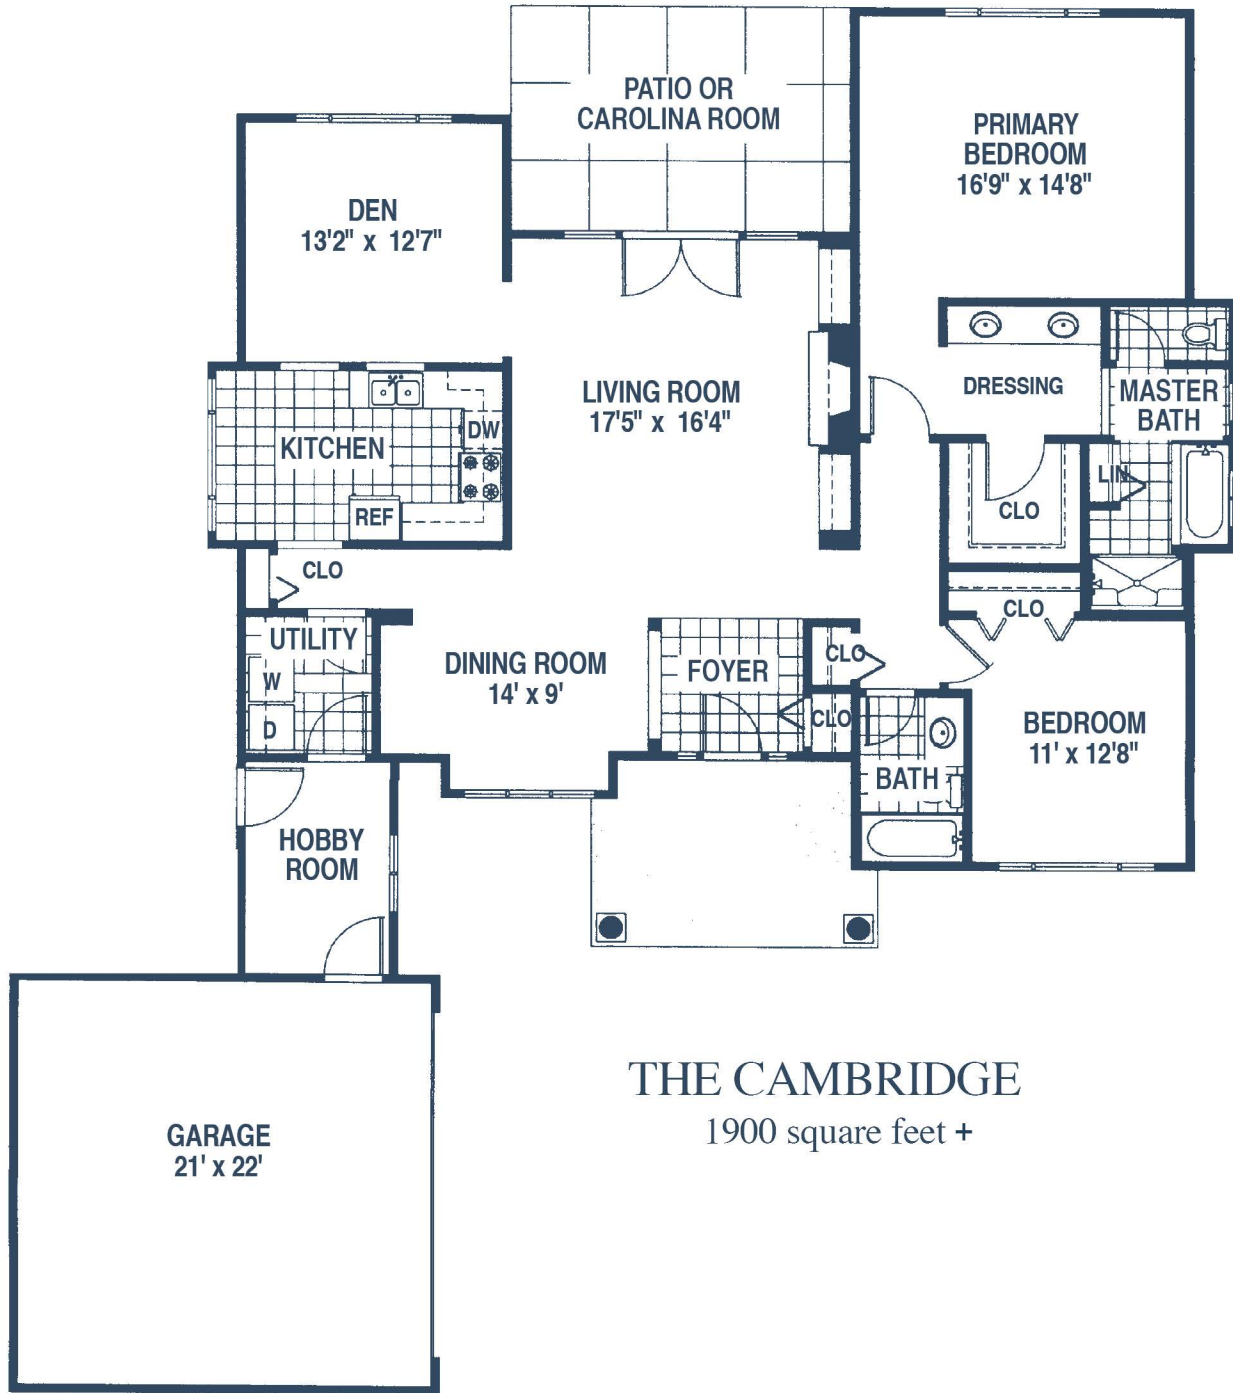 PATIO OR
CAROLINA ROOM
PRIMARY
BEDROOM
16'9" x 14'8"
DEN
13'2" x 12'7"
LIVING ROOM
17'5" x 16'4"
DRESSING
MASTER
BATH
KITCHEN
DW
REF
LIN
CLO
CLO
CLO
UTILITY
W
D
DINING ROOM
14' x 9'
FOYER
CLO
CLO
BEDROOM
11' x 12'8"
BATH
HOBBY
ROOM
GARAGE
21' x 22'
THE CAMBRIDGE
1900 square feet +